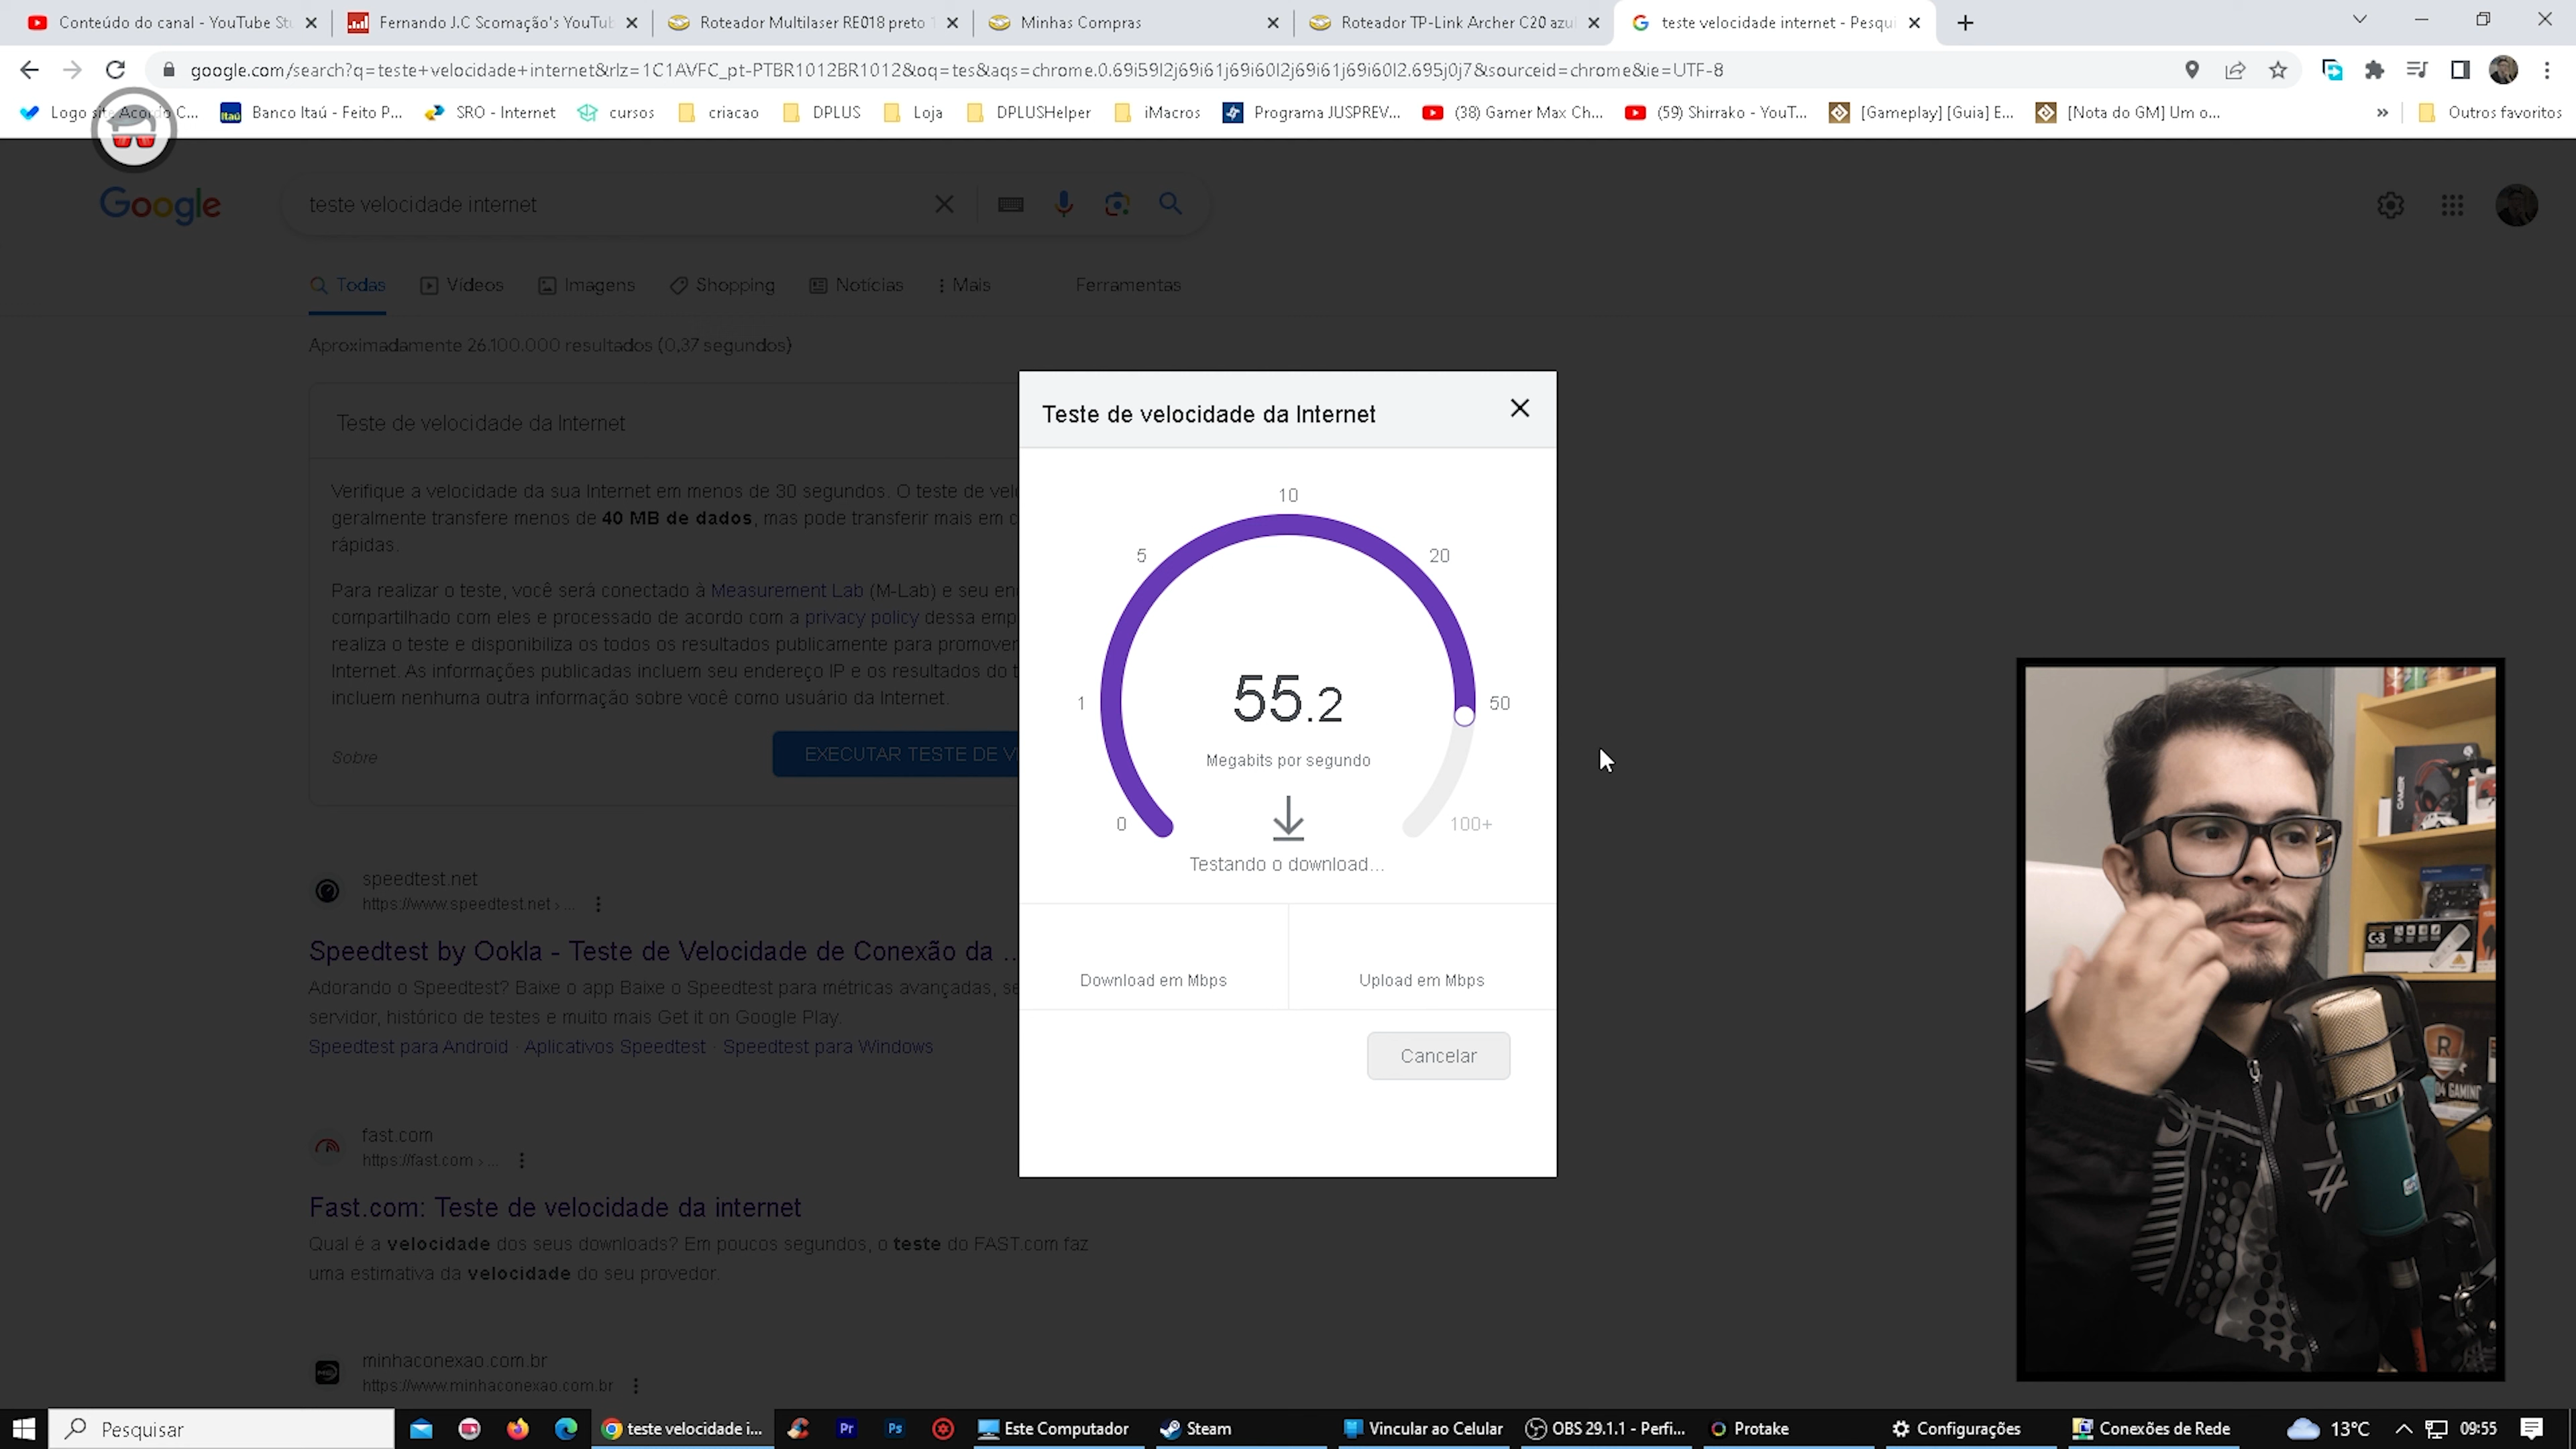 Conteúdo do canal - YouTube Stu
Fernando J.C Scomação's YouTub
Roteador Multilaser RE018 preto 1
Minhas Compras
Roteador TP-Link Archer C20 azul
teste velocidade internet - Pesqui
google.com/search?q=teste+velocidade+internet&rlz=1C1AVFC_pt-PTBR1012BR1012&oq=tes&aqs=chrome.0.69i59l2j69i61j69i60l2j69i61j69i60l2.695j0j7&sourceid=chrome&ie=UTF-8
Logo site Acordo C...
Itaú
Banco Itaú - Feito P...
SRO - Internet
cursos
criacao
DPLUS
Loja
DPLUSHelper
iMacros
Programa JUSPREV...
(38) Gamer Max Ch...
(59) Shirrako - YouT...
[Gameplay] [Guia] E...
[Nota do GM] Um o...
»
Outros favoritos
Google
teste velocidade internet
Todas
Vídeos
Imagens
Shopping
Notícias
Mais
Ferramentas
Aproximadamente 26.100.000 resultados (0,37 segundos)
Teste de velocidade da Internet
Verifique a velocidade da sua Internet em menos de 30 segundos. O teste de vel
geralmente transfere menos de 40 MB de dados, mas pode transferir mais em c
rápidas.
Para realizar o teste, você será conectado à Measurement Lab (M-Lab) e seu en
compartilhado com eles e processado de acordo com a privacy policy dessa emp
realiza o teste e disponibiliza os todos os resultados publicamente para promover
Internet. As informações publicadas incluem seu endereço IP e os resultados do t
incluem nenhuma outra informação sobre você como usuário da Internet.
Sobre
EXECUTAR TESTE DE V
speedtest.net
https://www.speedtest.net › ...
Speedtest by Ookla - Teste de Velocidade de Conexão da ...
Adorando o Speedtest? Baixe o app Baixe o Speedtest para métricas avançadas, se
servidor, histórico de testes e muito mais Get it on Google Play.
Speedtest para Android · Aplicativos Speedtest · Speedtest para Windows
fast.com
https://fast.com › ...
Fast.com: Teste de velocidade da internet
Qual é a velocidade dos seus downloads? Em poucos segundos, o teste do FAST.com faz
uma estimativa da velocidade do seu provedor.
minhaconexao.com.br
https://www.minhaconexao.com.br
Teste de velocidade da Internet
10
5
20
1
50
0
100+
55.2
Megabits por segundo
Testando o download...
Download em Mbps
Upload em Mbps
Cancelar
GAMER
C-3
R
GAMING
Pesquisar
teste velocidade i...
Pr
Ps
Este Computador
Steam
Vincular ao Celular
OBS 29.1.1 - Perfi...
Protake
Configurações
Conexões de Rede
13°C
09:55